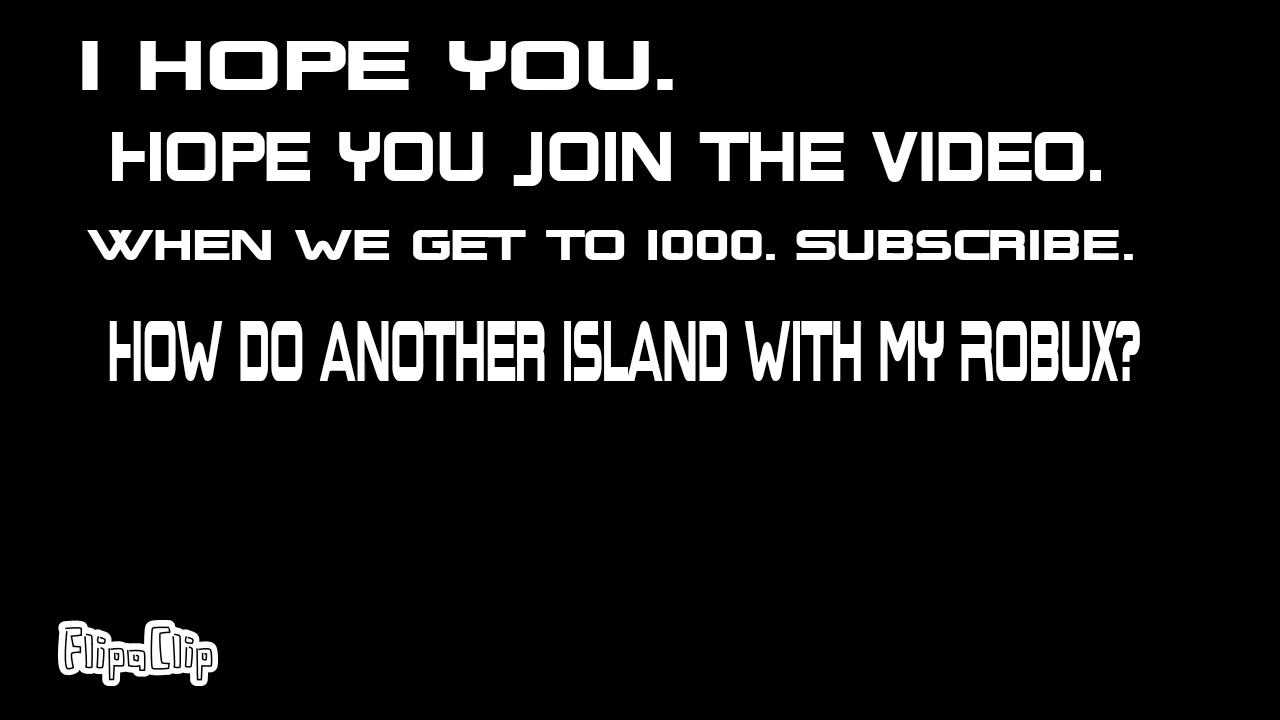 I HOPE YOU.
HOPE YOU JOIN THE VIDEO.
WHEN WE GET TO 1000. SUBSCRIBE.
HOW DO ANOTHER ISLAND WITH MY ROBUX?
FlipaClip